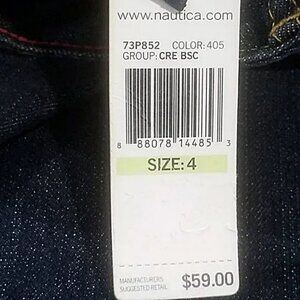 www.nautica.com
73P852 COLOR:405
GROUP: CRE BSC
8 88078 14485 3
SIZE:4
MANUFACTURERS
SUGGESTED RETAIL $59.00